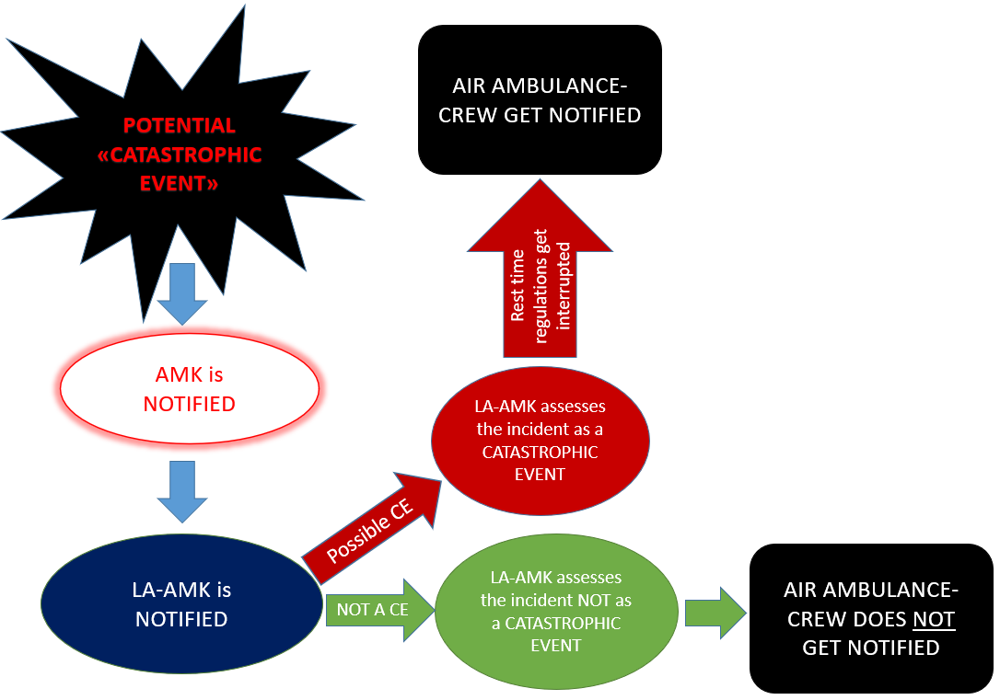 POTENTIAL
«CATASTROPHIC
EVENT»
AMK is
NOTIFIED
LA-AMK is
NOTIFIED
Possible CE
LA-AMK assesses
the incident as a
CATASTROPHIC
EVENT
Rest time
regulations get
interrupted
AIR AMBULANCE-
CREW GET NOTIFIED
NOT A CE
LA-AMK assesses
the incident NOT as
a CATASTROPHIC
EVENT
AIR AMBULANCE-
CREW DOES NOT
GET NOTIFIED